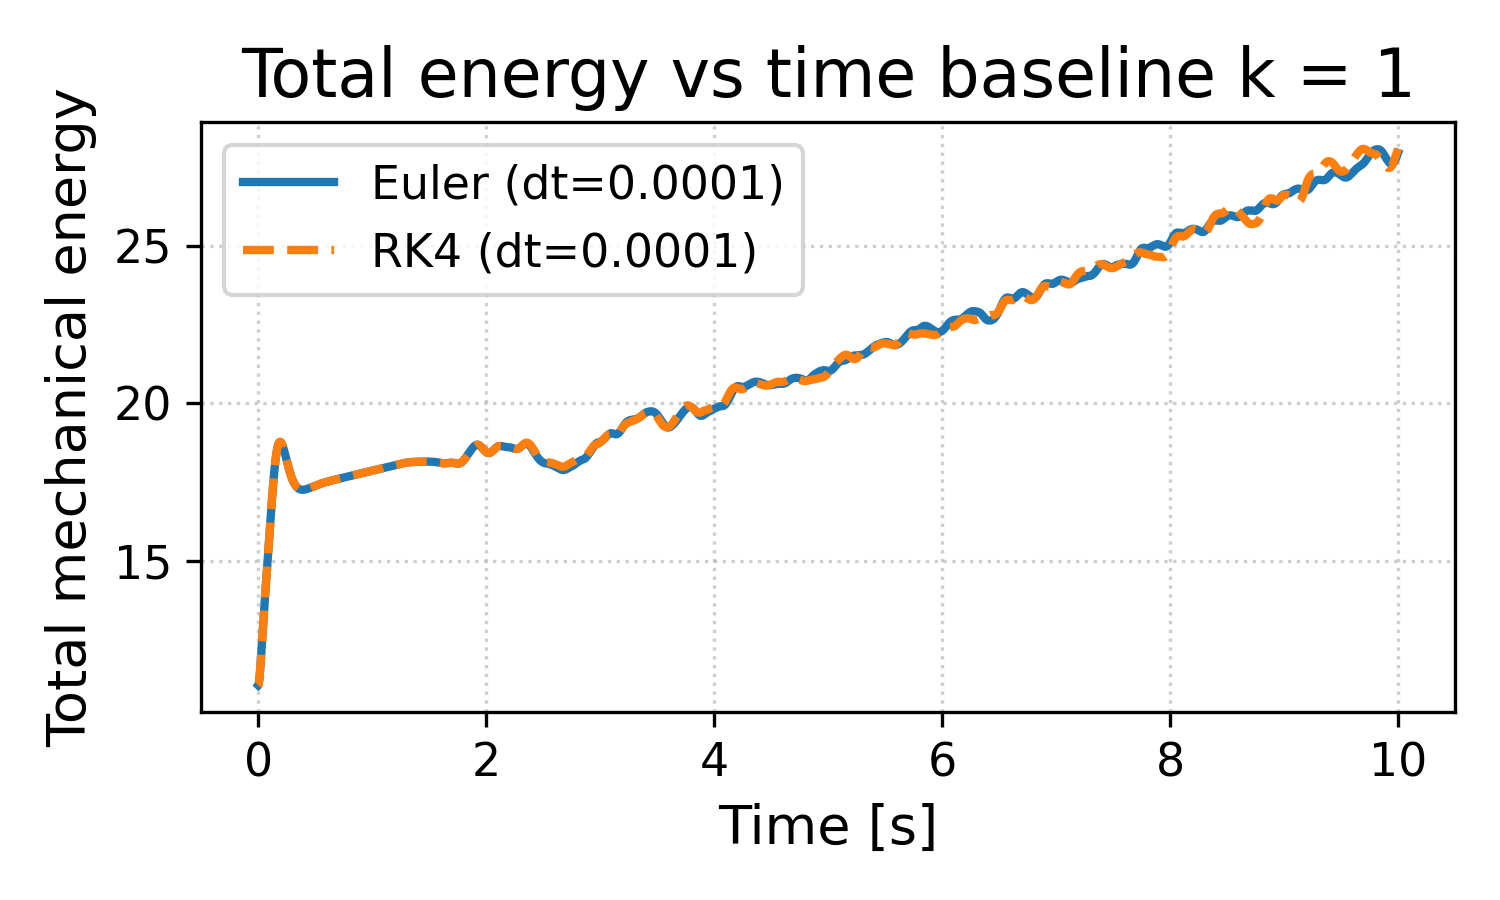 Total energy vs time baseline k = 1
Total mechanical energy
Euler (dt=0.0001)
RK4 (dt=0.0001)
25
20
15
0 2 4 6 8 10
Time [s]